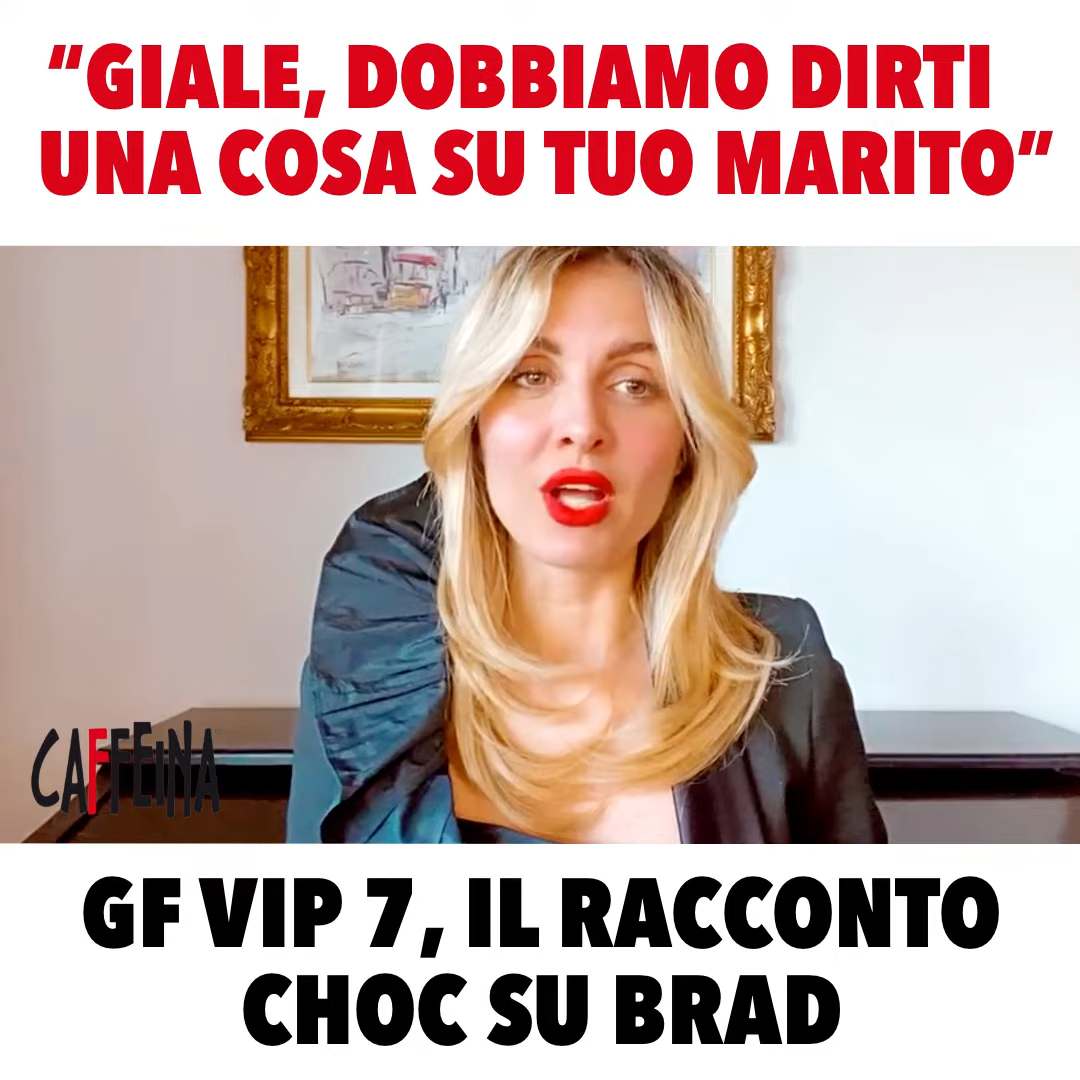 “GIALE, DOBBIAMO DIRTI
UNA COSA SU TUO MARITO”
CAFFEINA
GF VIP 7, IL RACCONTO
CHOC SU BRAD